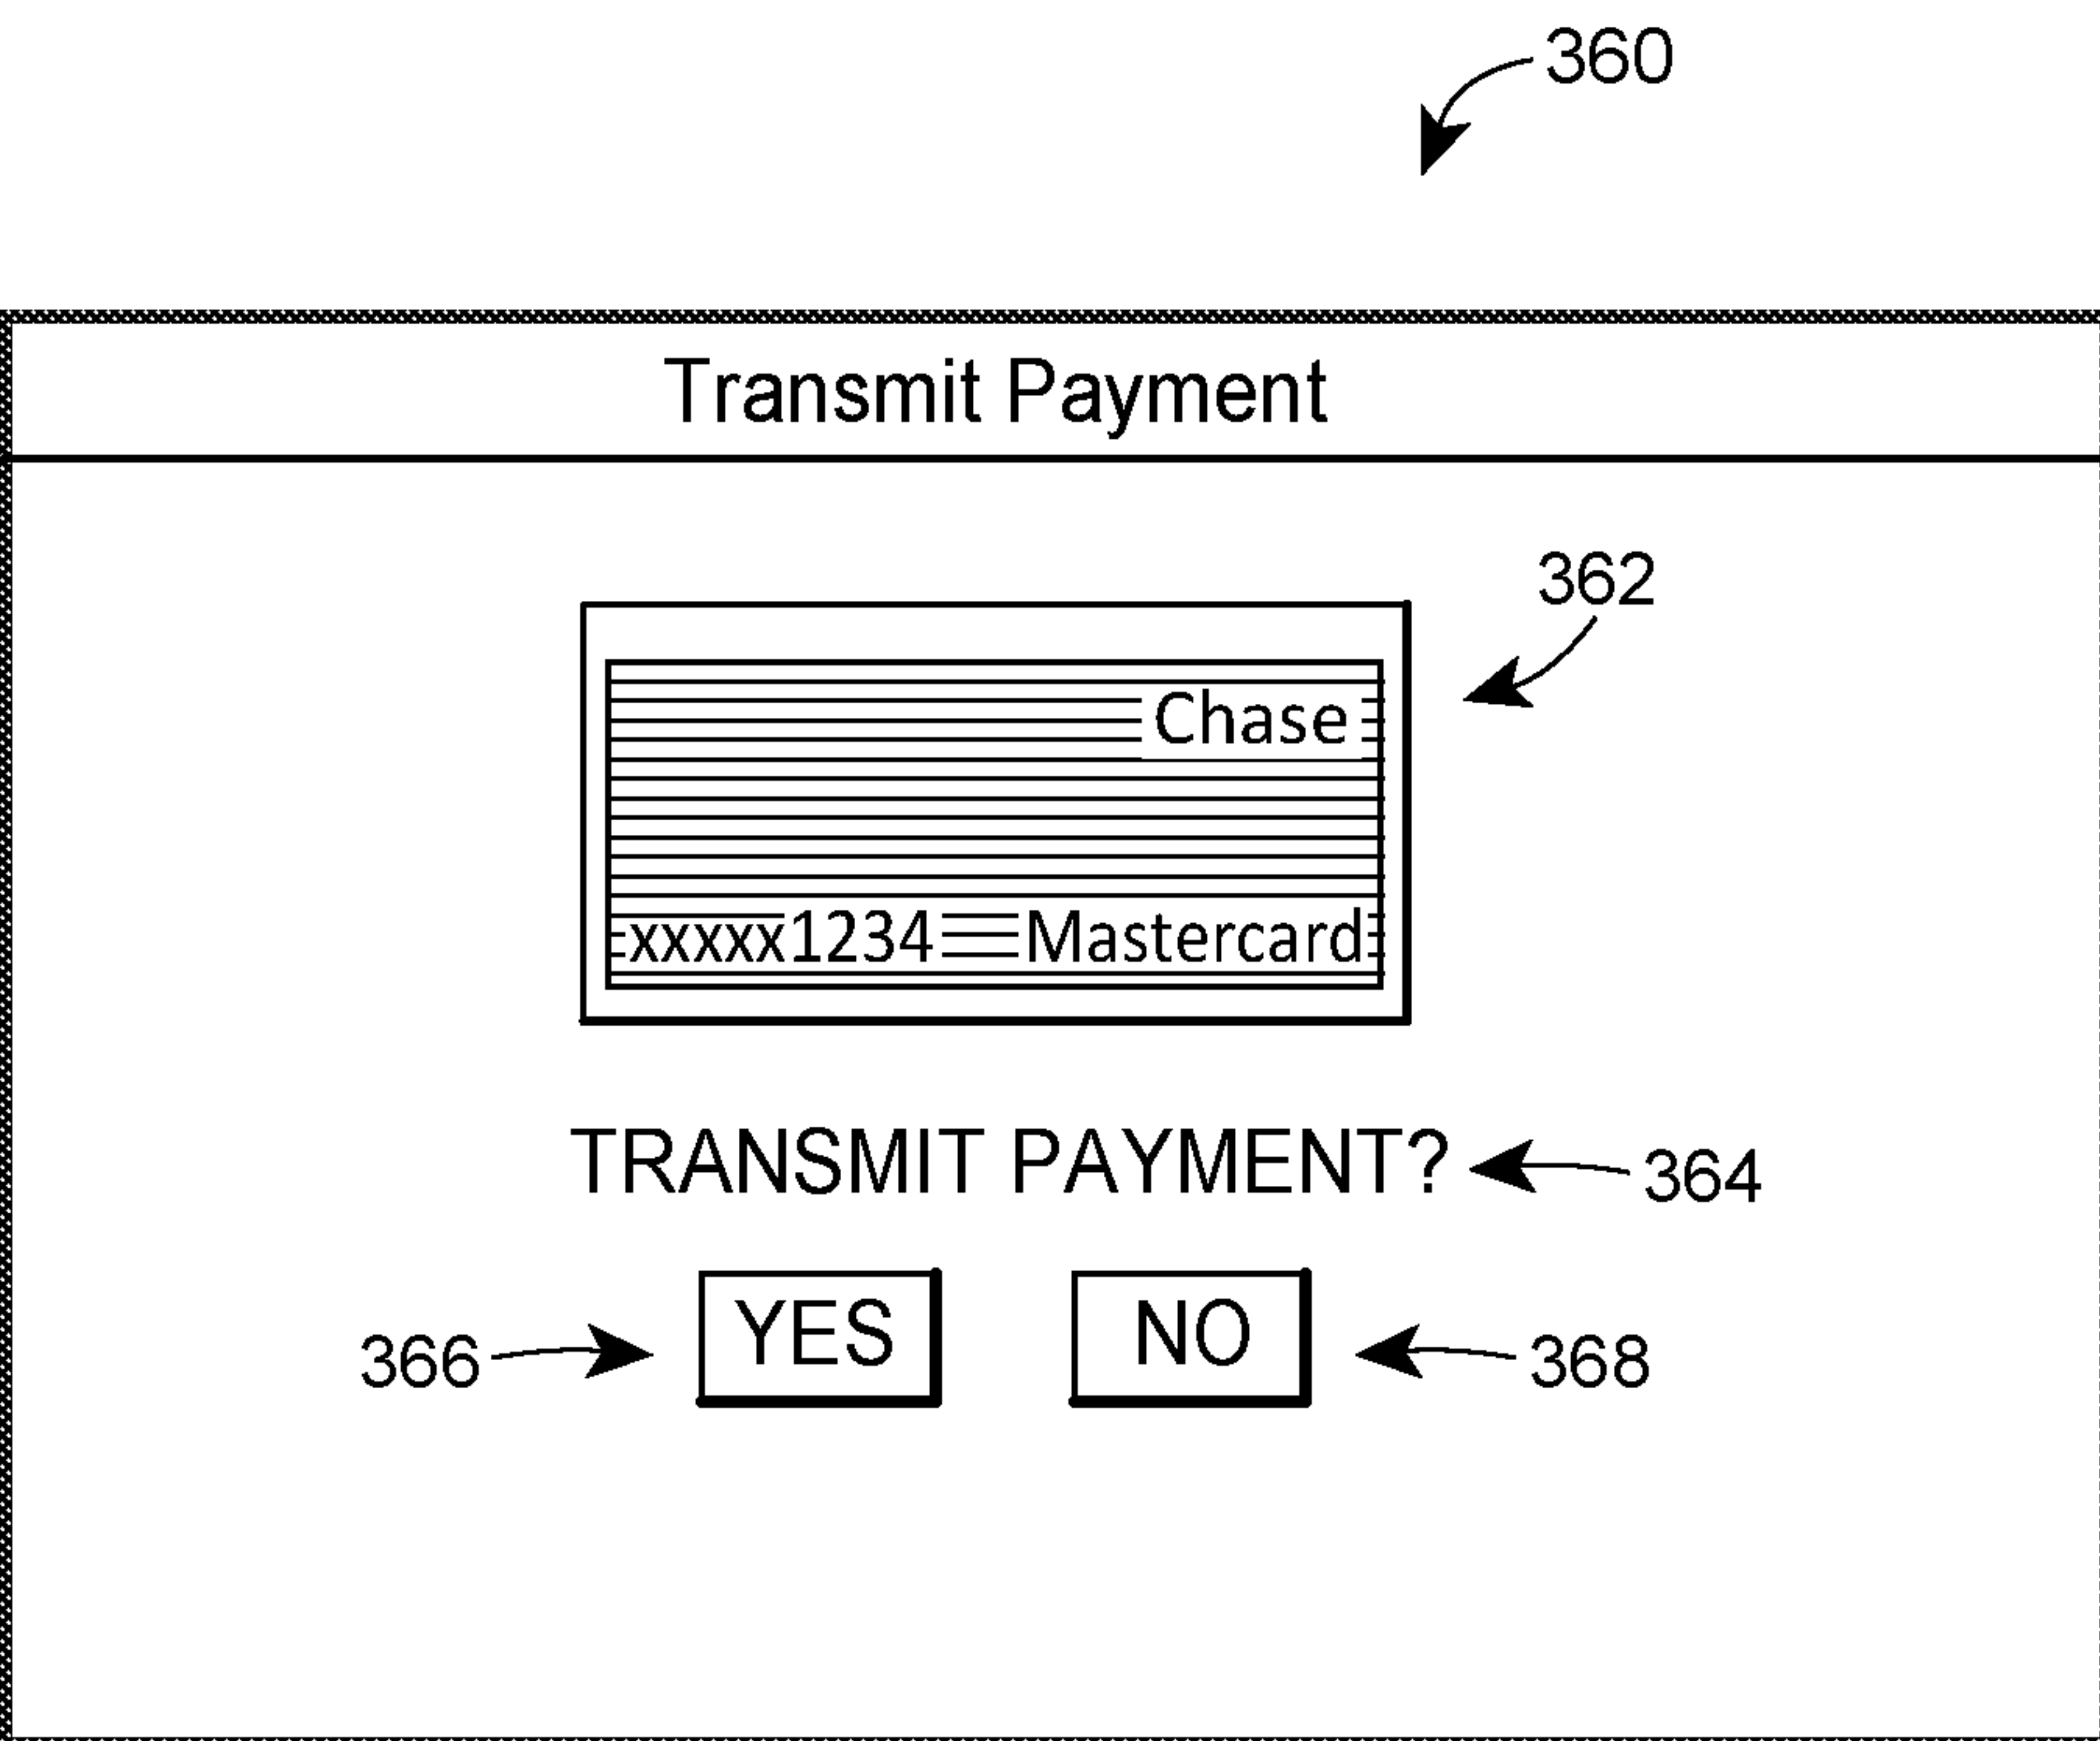 360
Transmit Payment
362
Chase
xxxxx1234 Mastercard
TRANSMIT PAYMENT? 364
366 YES NO 368